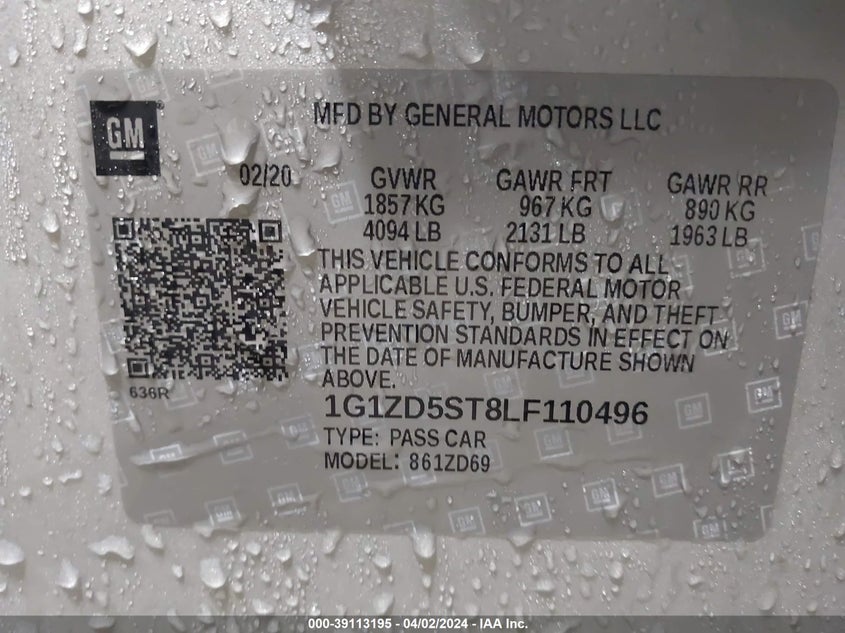 GM
MFD BY GENERAL MOTORS LLC
02/20
GVWR GAWR FRT GAWR RR
1857 KG 967 KG 890 KG
4094 LB 2131 LB 1963 LB
THIS VEHICLE CONFORMS TO ALL
APPLICABLE U.S. FEDERAL MOTOR
VEHICLE SAFETY, BUMPER, AND THEFT
PREVENTION STANDARDS IN EFFECT ON
THE DATE OF MANUFACTURE SHOWN
ABOVE.
636R
1G1ZD5ST8LF110496
TYPE: PASS CAR
MODEL: 861ZD69
000-39113195 - 04/02/2024 - IAA Inc.